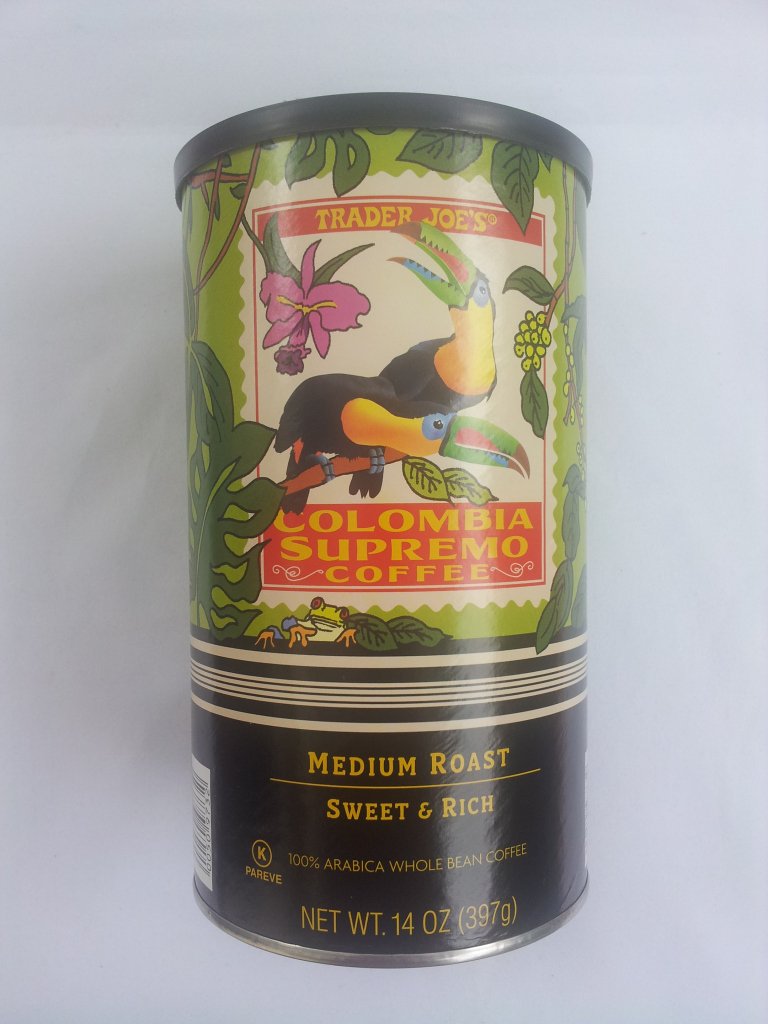 TRADER JOE'S®
COLOMBIA
SUPREMO
COFFEE
MEDIUM ROAST
SWEET & RICH
K
PAREVE
100% ARABICA WHOLE BEAN COFFEE
NET WT. 14 OZ (397g)